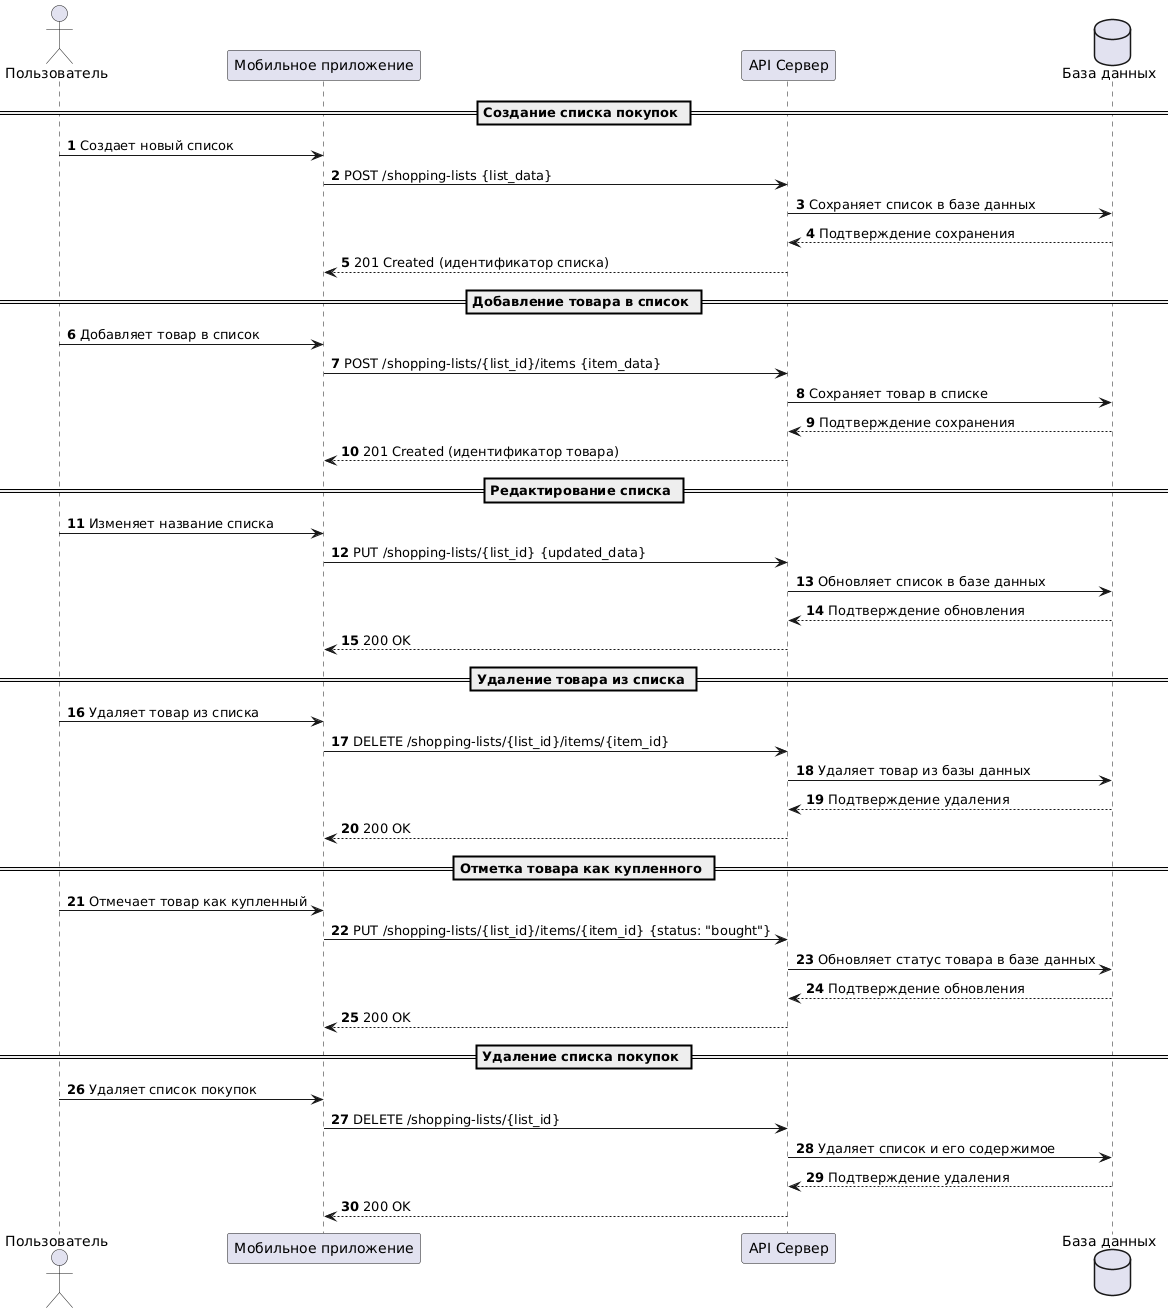 Пользователь
Мобильное приложение
API Сервер
База данных
Создание списка покупок
1 Создает новый список
2 POST /shopping-lists {list_data}
3 Сохраняет список в базе данных
4 Подтверждение сохранения
5 201 Created (идентификатор списка)
Добавление товара в список
6 Добавляет товар в список
7 POST /shopping-lists/{list_id}/items {item_data}
8 Сохраняет товар в списке
9 Подтверждение сохранения
10 201 Created (идентификатор товара)
Редактирование списка
11 Изменяет название списка
12 PUT /shopping-lists/{list_id} {updated_data}
13 Обновляет список в базе данных
14 Подтверждение обновления
15 200 OK
Удаление товара из списка
16 Удаляет товар из списка
17 DELETE /shopping-lists/{list_id}/items/{item_id}
18 Удаляет товар из базы данных
19 Подтверждение удаления
20 200 OK
Отметка товара как купленного
21 Отмечает товар как купленный
22 PUT /shopping-lists/{list_id}/items/{item_id} {status: "bought"}
23 Обновляет статус товара в базе данных
24 Подтверждение обновления
25 200 OK
Удаление списка покупок
26 Удаляет список покупок
27 DELETE /shopping-lists/{list_id}
28 Удаляет список и его содержимое
29 Подтверждение удаления
30 200 OK
Пользователь
Мобильное приложение
API Сервер
База данных